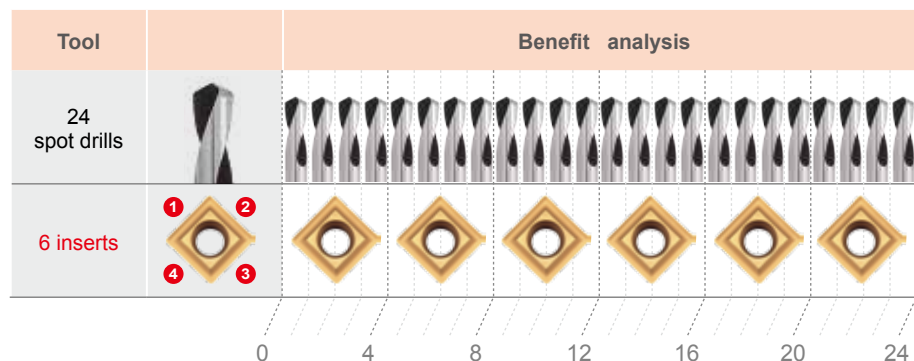 Tool
Benefit analysis
24
spot drills
1 2
6 inserts
4 3
0 4 8 12 16 20 24